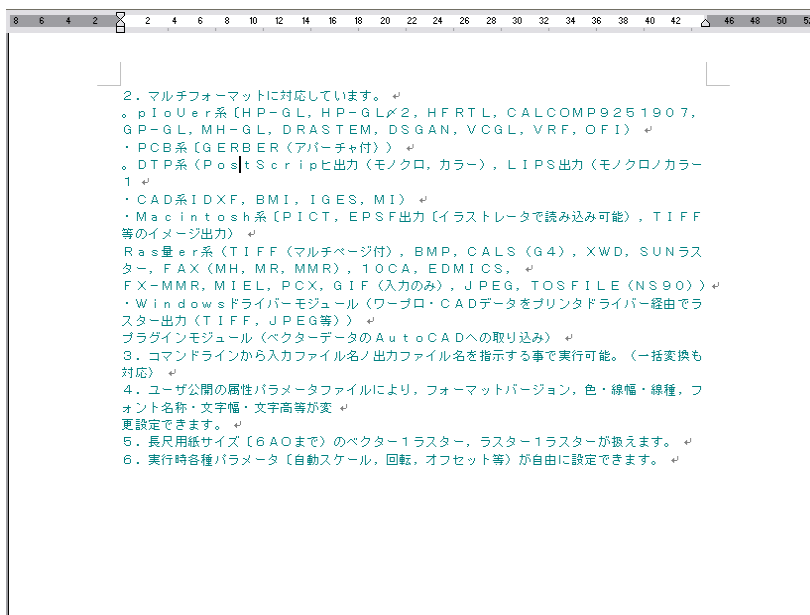 8 6 4 2 2 4 6 8 10 12 14 16 18 20 22 24 26 28 30 32 34 36 38 40 42 46 48 50 52
２．マルチフォーマットに対応しています。
。ｐＩｏＵｅｒ系〔ＨＰ−ＧＬ，ＨＰ−ＧＬ〆２，ＨＦＲＴＬ，ＣＡＬＣＯＭＰ９２５１９０７，
ＧＰ−ＧＬ，ＭＨ−ＧＬ，ＤＲＡＳＴＥＭ，ＤＳＧＡＮ，ＶＣＧＬ，ＶＲＦ，ＯＦＩ）
・ＰＣＢ系〔ＧＥＲＢＥＲ（アパーチャ付））
。ＤＴＰ系（ＰｏｓｔＳｃｒｉｐヒ出力（モノクロ，カラー），ＬＩＰＳ出力（モノクロノカラー
１
・ＣＡＤ系ＩＤＸＦ，ＢＭＩ，ＩＧＥＳ，ＭＩ）
・Ｍａｃｉｎｔｏｓｈ系〔ＰＩＣＴ，ＥＰＳＦ出力〔イラストレータで読み込み可能），ＴＩＦＦ
等のイメージ出力）
Ｒａｓ量ｅｒ系（ＴＩＦＦ（マルチページ付），ＢＭＰ，ＣＡＬＳ（Ｇ４），ＸＷＤ，ＳＵＮラス
ター，ＦＡＸ（ＭＨ，ＭＲ，ＭＭＲ），１０ＣＡ，ＥＤＭＩＣＳ，
ＦＸ−ＭＭＲ，ＭＩＥＬ，ＰＣＸ，ＧＩＦ（入力のみ），ＪＰＥＧ，ＴＯＳＦＩＬＥ（ＮＳ９０））
・Ｗｉｎｄｏｗｓドライバーモジュール（ワープロ・ＣＡＤデータをプリンタドライバー経由でラ
スター出力（ＴＩＦＦ，ＪＰＥＧ等））
プラグインモジュール（ベクターデータのＡｕｔｏＣＡＤへの取り込み）
３．コマンドラインから入力ファイル名ノ出力ファイル名を指示する事で実行可能。（一括変換も
対応）
４．ユーザ公開の属性パラメータファイルにより，フォーマットバージョン，色・線幅・線種，フ
ォント名称・文字幅・文字高等が変
更設定できます。
５．長尺用紙サイズ〔６ＡＯまで）のベクター１ラスター，ラスター１ラスターが扱えます。
６．実行時各種パラメータ〔自動スケール，回転，オフセット等）が自由に設定できます。